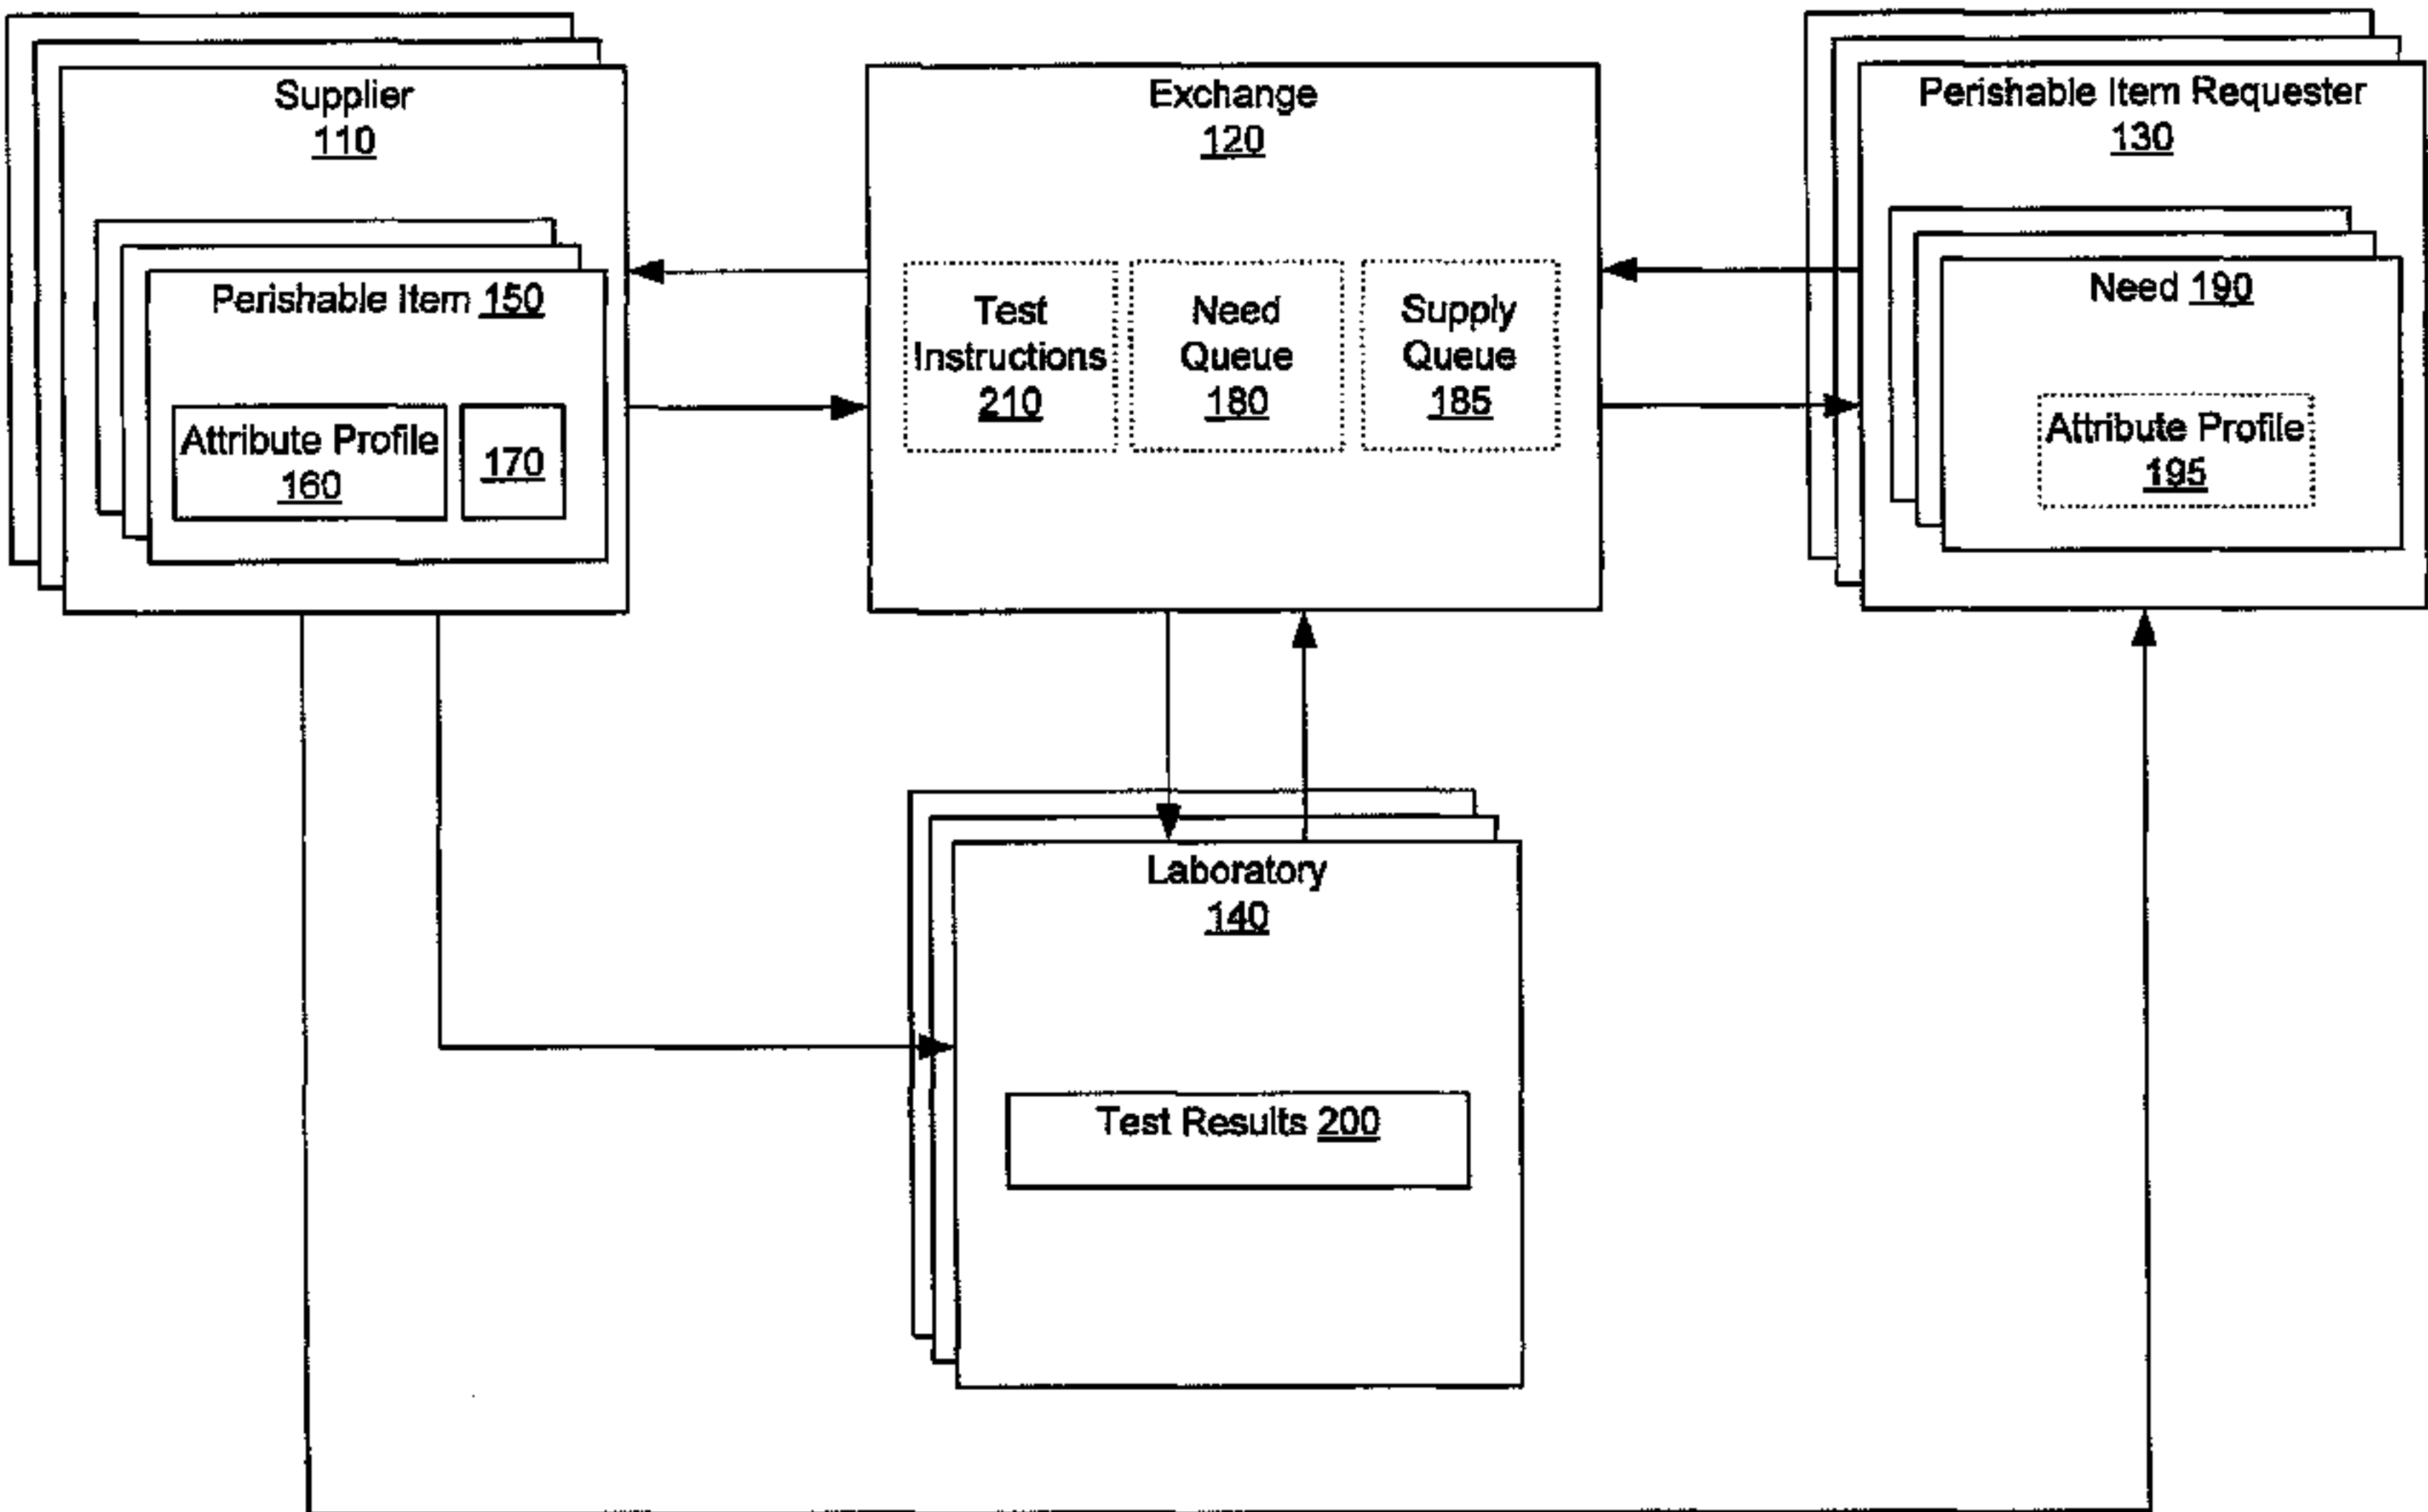 Supplier
110
Perishable Item 150
Attribute Profile
160
170
Exchange
120
Test
Instructions
210
Need
Queue
180
Supply
Queue
185
Perishable Item Requester
130
Need 190
Attribute Profile
195
Laboratory
140
Test Results 200